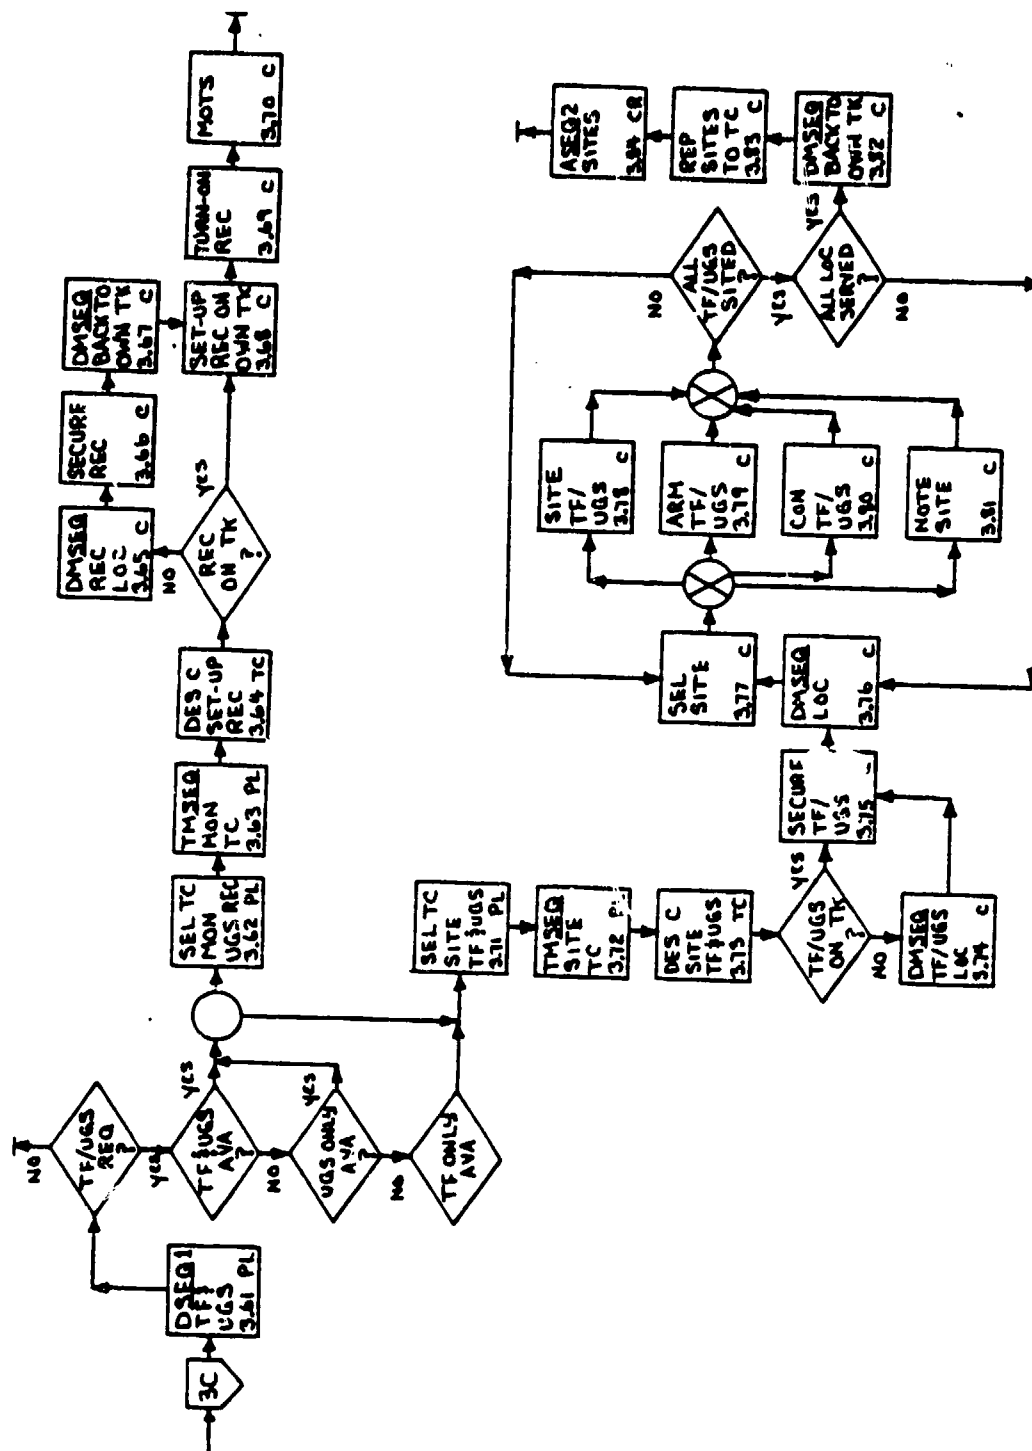 3C
DSEQ1
TF &
UGS
3.61 PL
TF/UGS
REQ
?
NO
YES
TF & UGS
AVA
?
YES
NO
UGS ONLY
AVA
?
YES
NO
TF ONLY
AVA
SEL TC
MON
UGS REC
3.62 PL
TMSEQ
MON
TC
3.63 PL
DES C
SET-UP
REC
3.64 TC
REC
ON TK
?
NO
YES
DMSEQ
REC
LOC
3.65 C
SECURE
REC
3.66 C
DMSEQ
BACK TO
OWN TK
3.67 C
SET-UP
REC ON
OWN TK
3.68 C
TURN-ON
REC
3.69 C
MOTS
3.70 C
SEL TC
SITE
TF & UGS
3.71 PL
TMSEQ
SITE
TC
3.72 PL
DES C
SITE
TF & UGS
3.73 TC
TF/UGS
ON TK
?
YES
NO
DMSEQ
TF/UGS
LOC
3.74 C
SECURE
TF/
UGS
3.75
DMSEQ
LOC
3.76 C
SEL
SITE
3.77 C
SITE
TF/
UGS
3.78 C
ARM
TF/
UGS
3.79 C
CON
TF/
UGS
3.80 C
NOTE
SITE
3.81 C
ALL
TF/UGS
SITED
?
NO
YES
ALL LOC
SERVED
?
YES
NO
DMSEQ
BACK TO
OWN TK
3.82 C
REP
SITES
TO TC
3.83 C
ASEQ2
SITES
3.84 CR